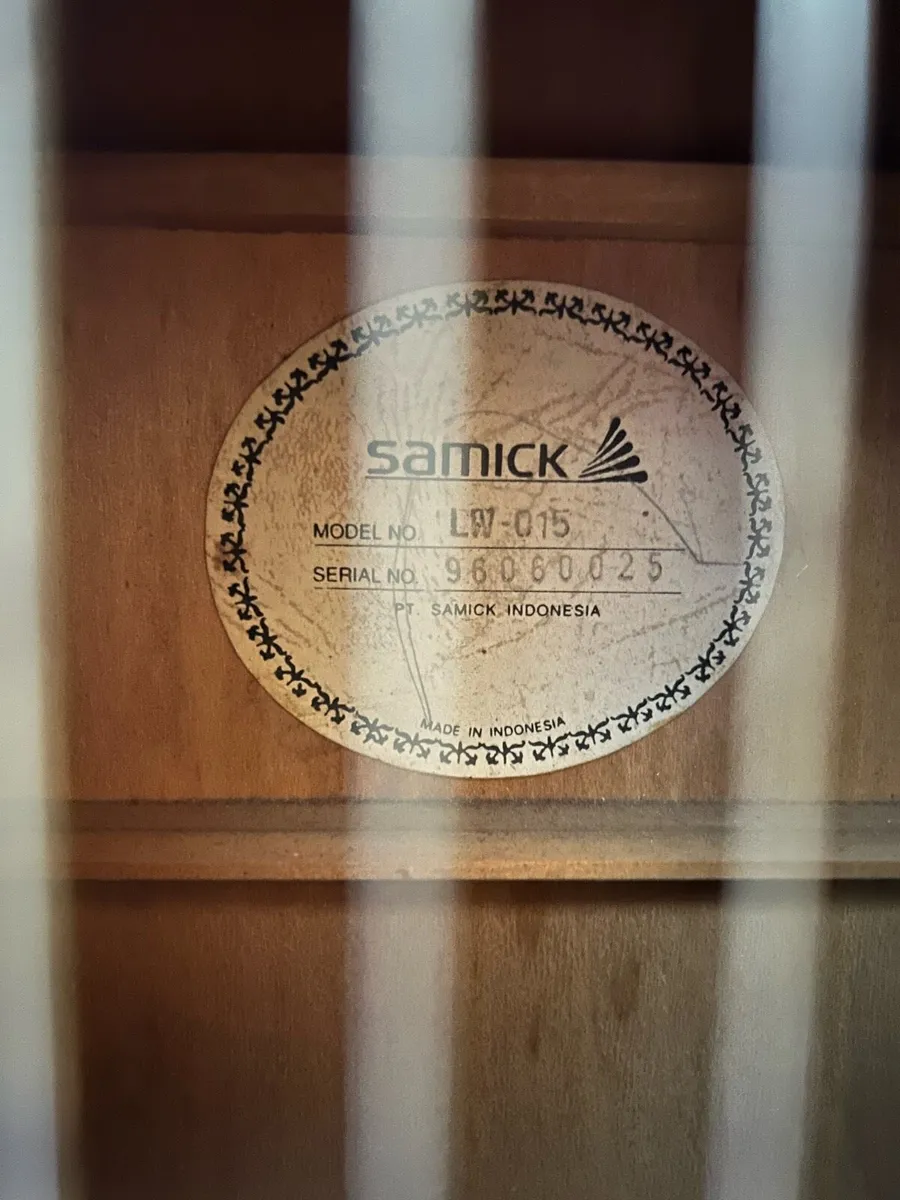 samick
MODEL NO. LW-015
SERIAL NO. 96060025
PT. SAMICK INDONESIA
MADE IN INDONESIA